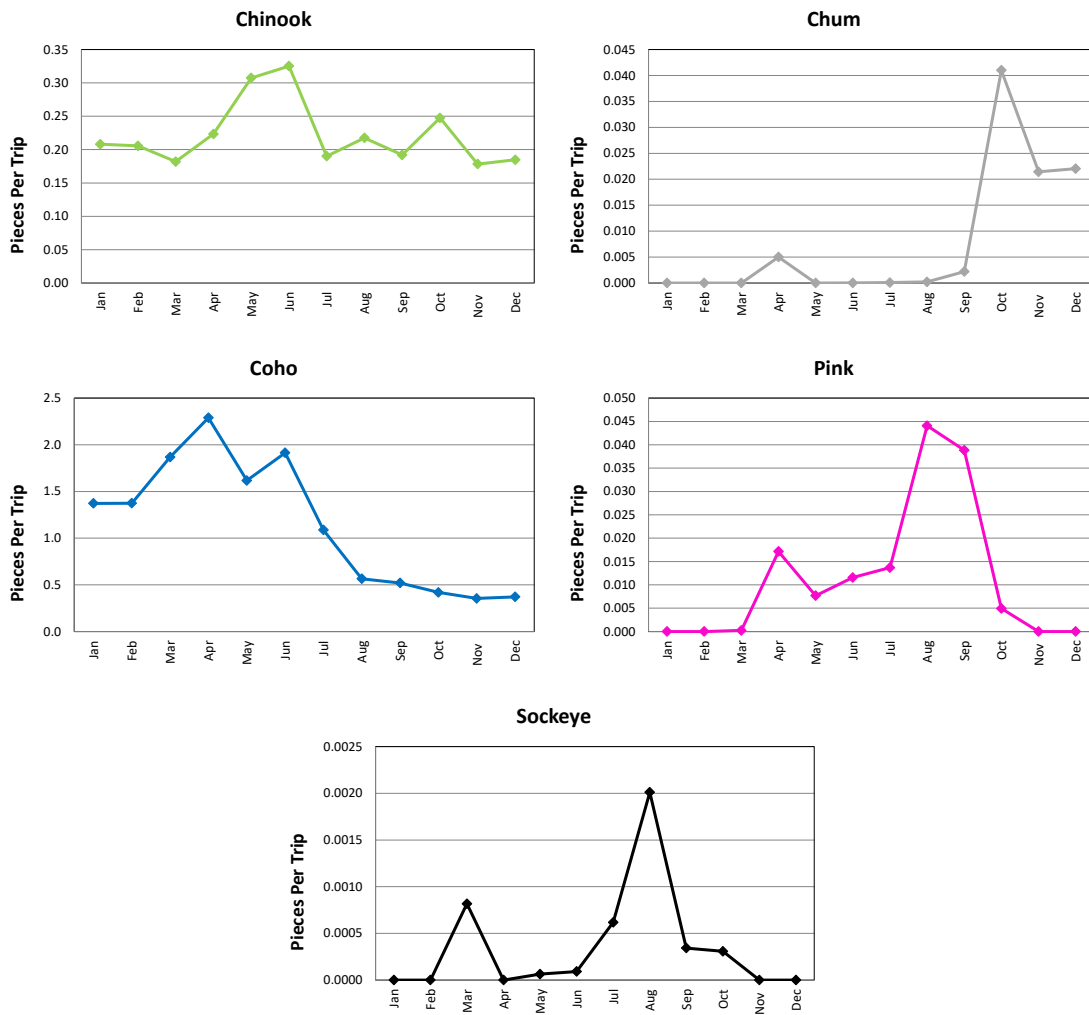 Chinook
Pieces Per Trip
0.35
0.30
0.25
0.20
0.15
0.10
0.05
0.00
Jan Feb Mar Apr May Jun Jul Aug Sep Oct Nov Dec
Chum
Pieces Per Trip
0.045
0.040
0.035
0.030
0.025
0.020
0.015
0.010
0.005
0.000
Jan Feb Mar Apr May Jun Jul Aug Sep Oct Nov Dec
Coho
Pieces Per Trip
2.5
2.0
1.5
1.0
0.5
0.0
Jan Feb Mar Apr May Jun Jul Aug Sep Oct Nov Dec
Pink
Pieces Per Trip
0.050
0.045
0.040
0.035
0.030
0.025
0.020
0.015
0.010
0.005
0.000
Jan Feb Mar Apr May Jun Jul Aug Sep Oct Nov Dec
Sockeye
Pieces Per Trip
0.0025
0.0020
0.0015
0.0010
0.0005
0.0000
Jan Feb Mar Apr May Jun Jul Aug Sep Oct Nov Dec